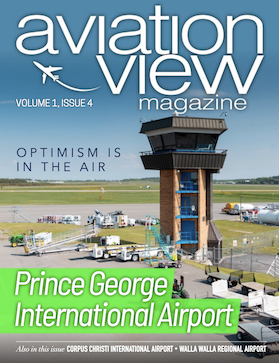 aviation
view
magazine
VOLUME 1, ISSUE 4
OPTIMISM IS
IN THE AIR
Prince George
International Airport
Also in this issue CORPUS CHRISTI INTERNATIONAL AIRPORT • WALLA WALLA REGIONAL AIRPORT